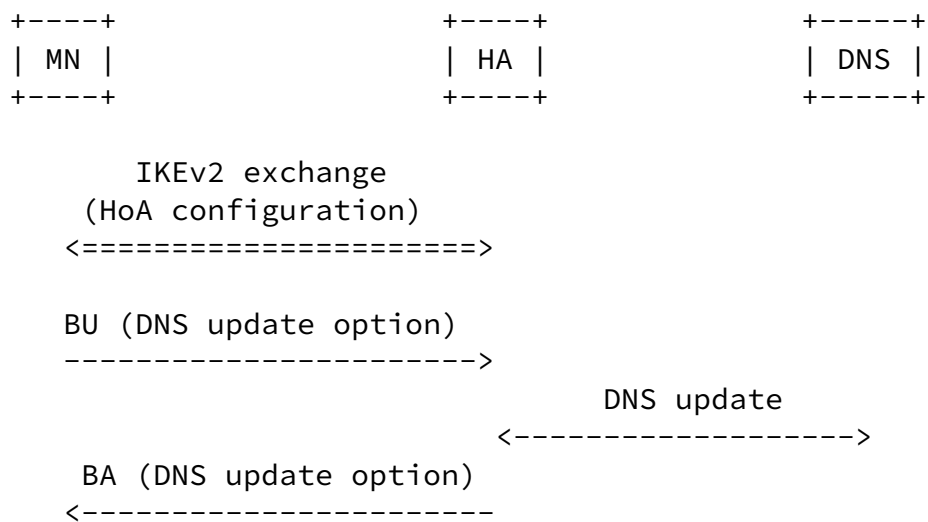 +----+                  +----+              +-----+
| MN |                  | HA |              | DNS |
+----+                  +----+              +-----+
IKEv2 exchange
(HoA configuration)
<======================>
BU (DNS update option)
----------------------->
DNS update
<------------------->
BA (DNS update option)
<-----------------------